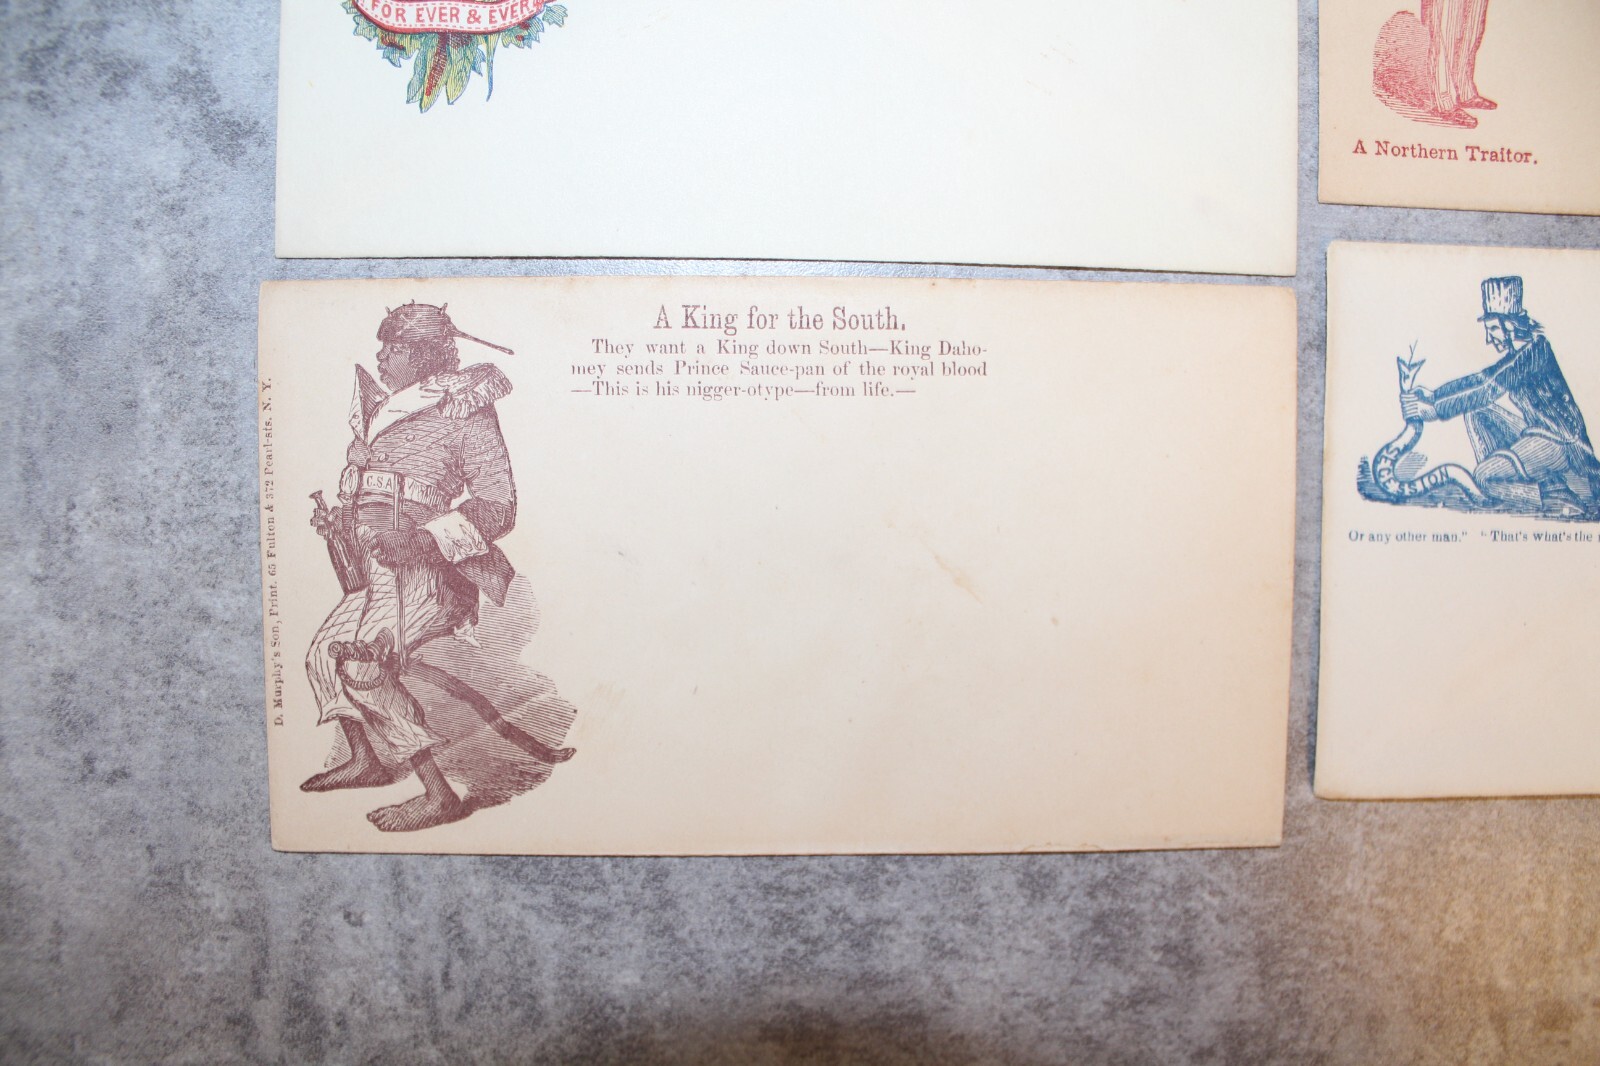 FOR EVER & EVER
A Northern Traitor.
A King for the South.
They want a King down South—King Daho-
mey sends Prince Sauce-pan of the royal blood
—This is his nigger-otype—from life.—
C.S.A
D. Murphy's Son, Print. 65 Fulton & 372 Pearl-sts. N. Y.
SECESSION
Or any other man." "That's what's the